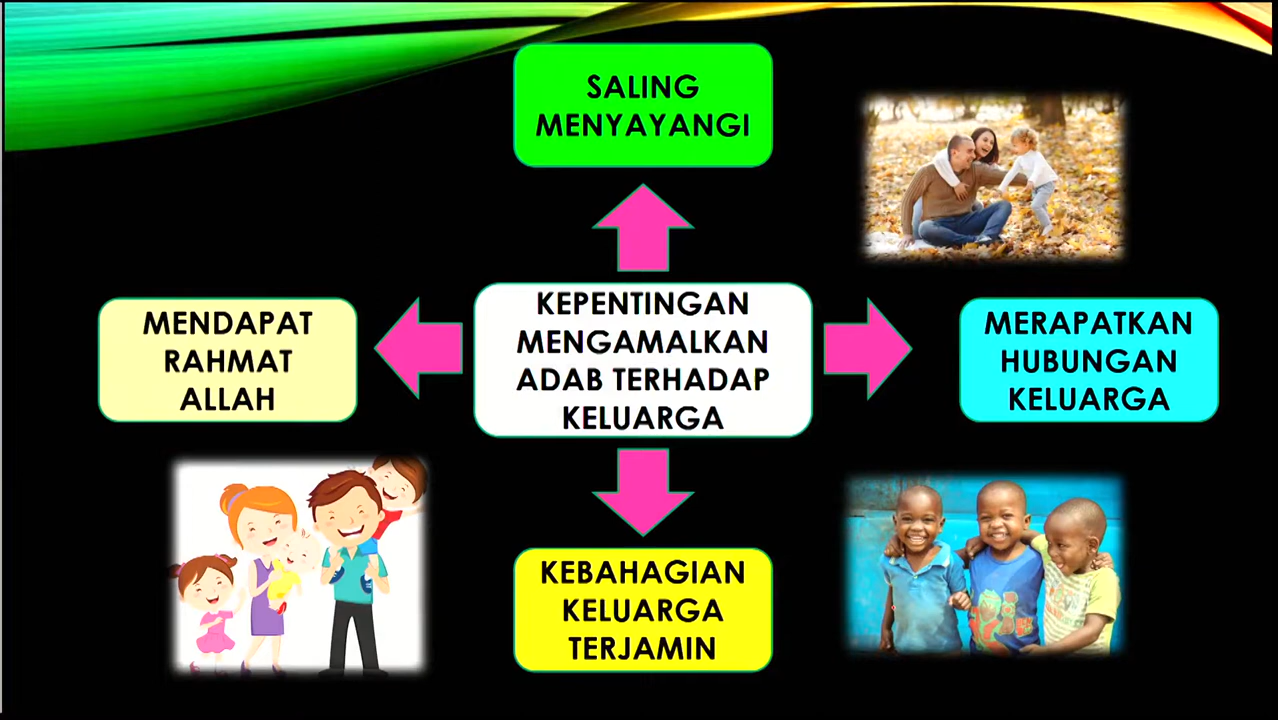 SALING
MENYAYANGI
MENDAPAT
RAHMAT
ALLAH
KEPENTINGAN
MENGAMALKAN
ADAB TERHADAP
KELUARGA
MERAPATKAN
HUBUNGAN
KELUARGA
KEBAHAGIAN
KELUARGA
TERJAMIN